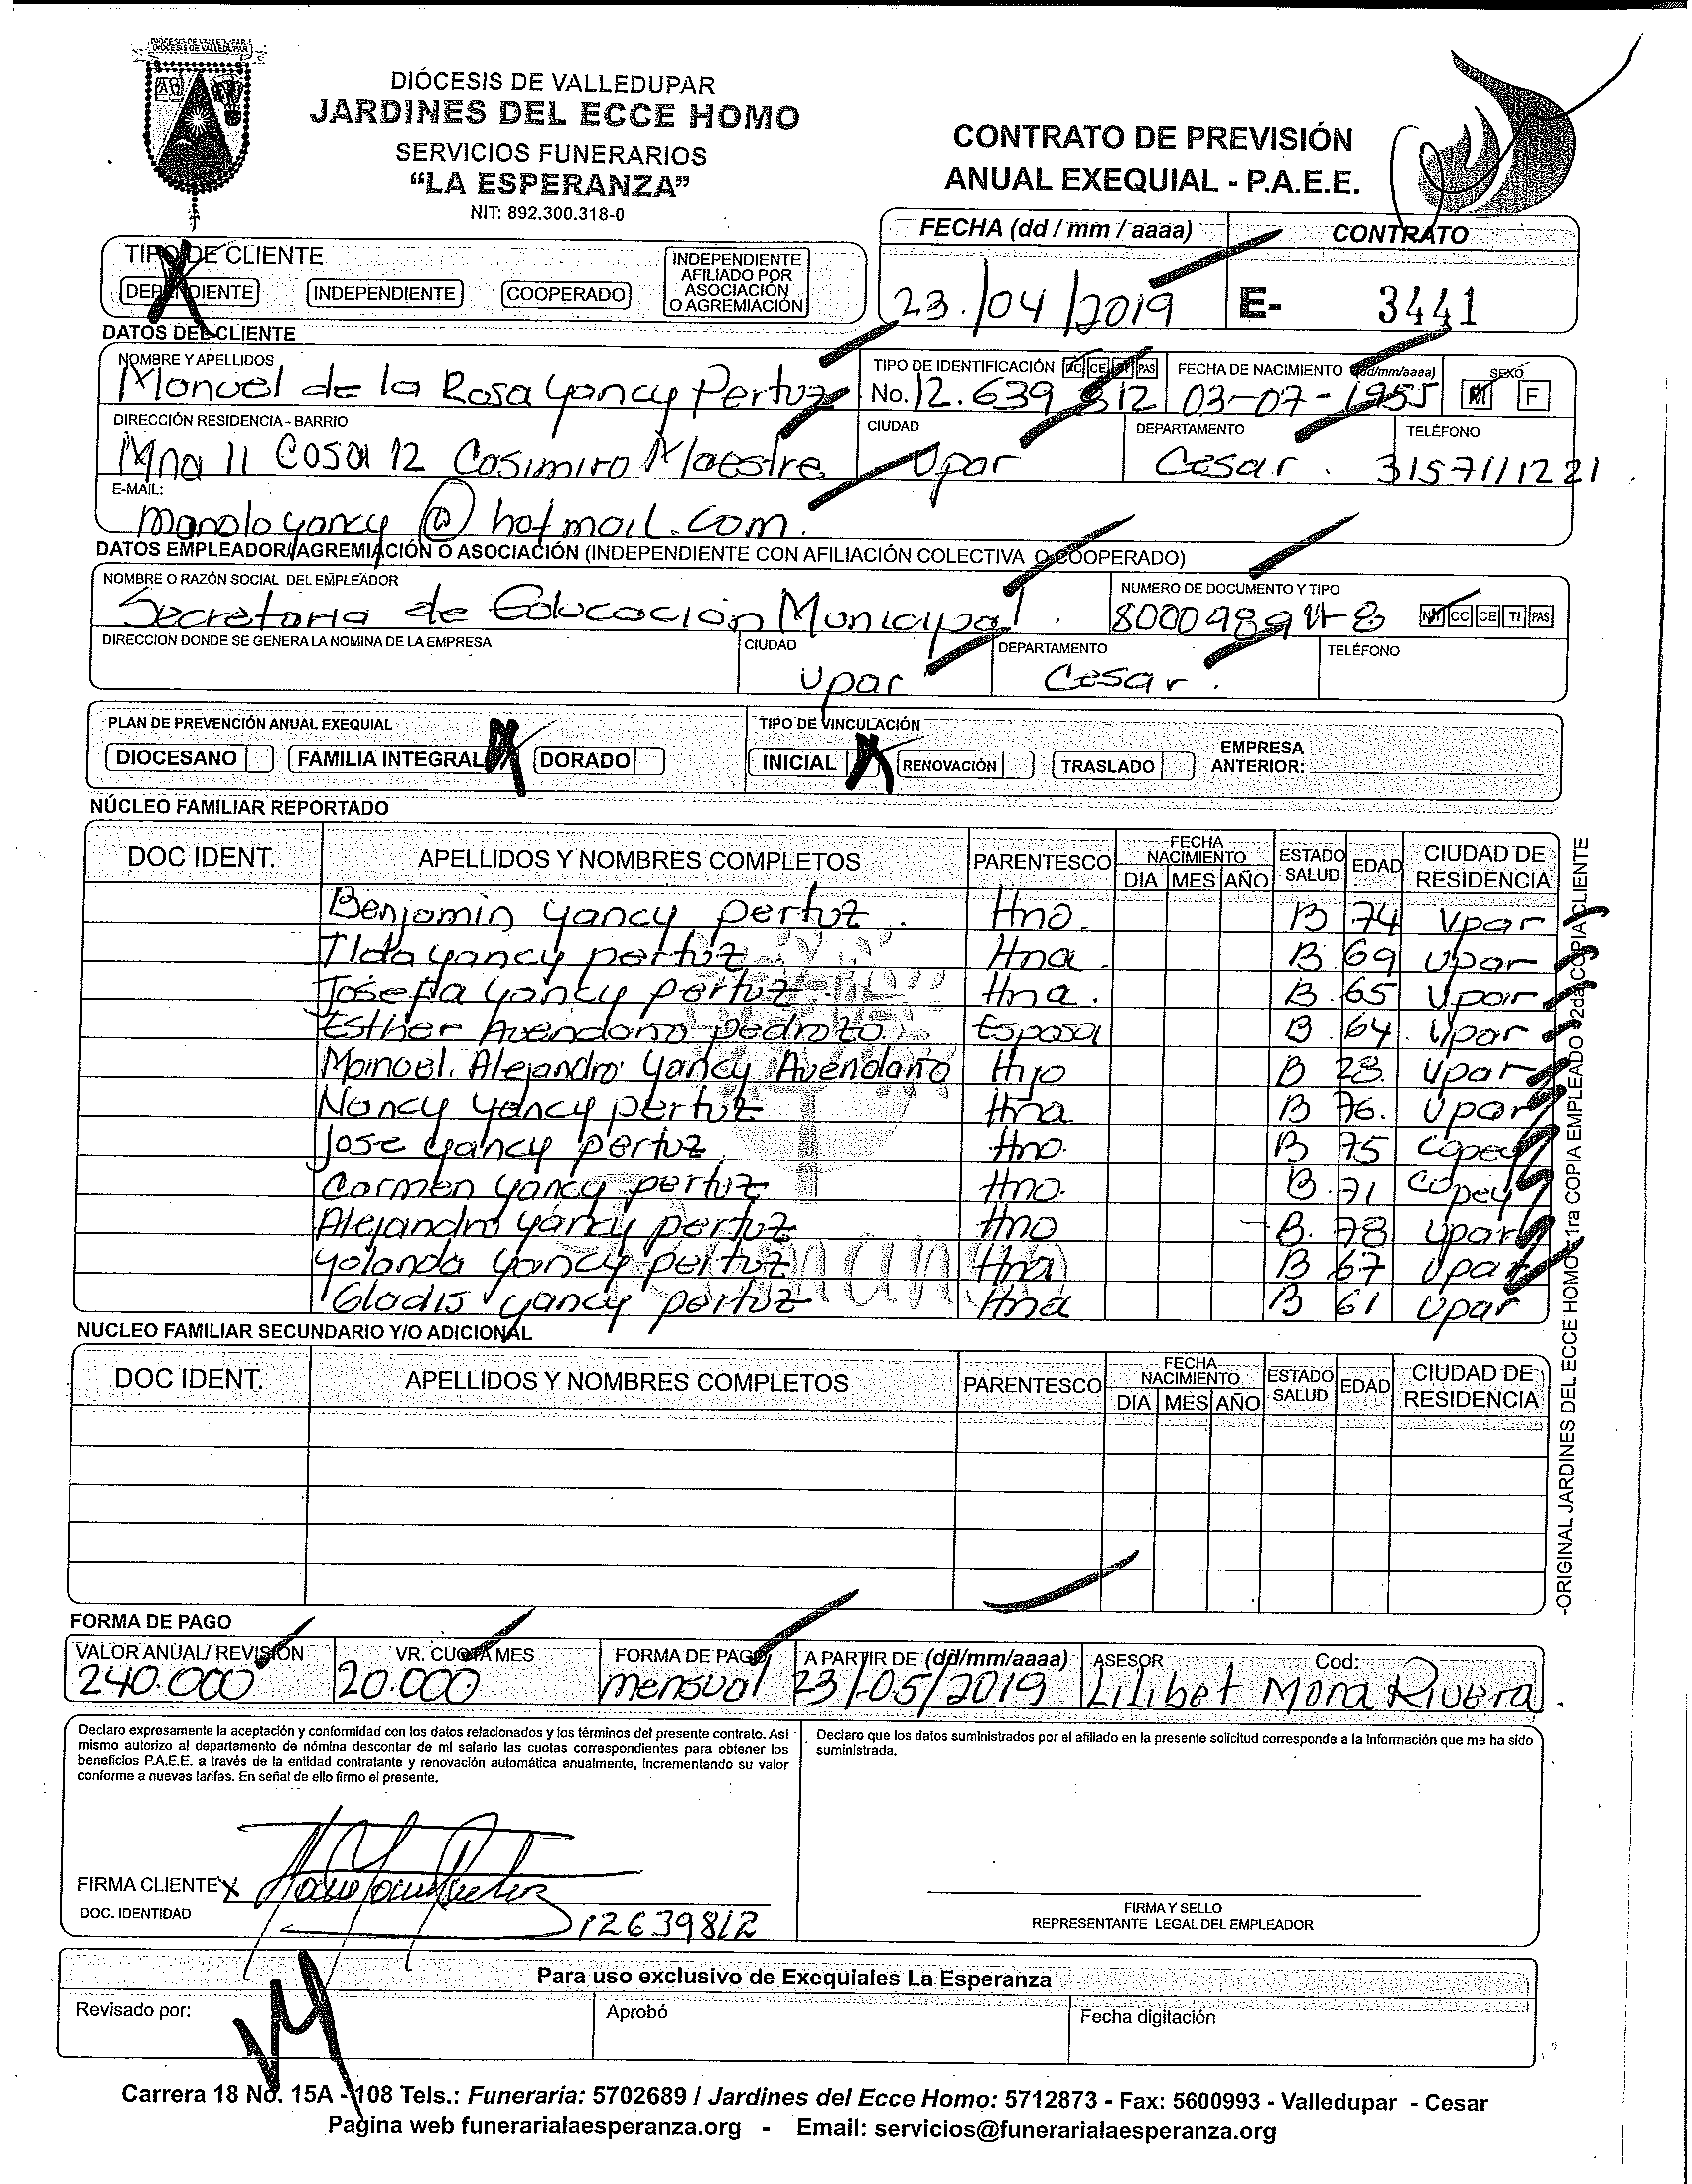 DIÓCESIS DE VALLEDUPAR
JARDINES DEL ECCE HOMO
SERVICIOS FUNERARIOS
"LA ESPERANZA"
NIT: 892.300.318-0
CONTRATO DE PREVISIÓN
ANUAL EXEQUIAL - P.A.E.E.
FECHA (dd / mm / aaaa) CONTRATO
23/04/2019 E- 3441
TIPO DE CLIENTE
DEPENDIENTE INDEPENDIENTE COOPERADO INDEPENDIENTE AFILIADO POR ASOCIACIÓN O AGREMIACIÓN
DATOS DEL CLIENTE
NOMBRE Y APELLIDOS TIPO DE IDENTIFICACIÓN CE PAS FECHA DE NACIMIENTO (dd/mm/aaaa) SEXO
Manuel de la Rosa Yancy Pertuz No. 12.639 812 03-07-1955 M F
DIRECCIÓN RESIDENCIA - BARRIO CIUDAD DEPARTAMENTO TELÉFONO
Mna 11 Casa 12 Casimiro Maestre Upar Cesar. 3157111221
E-MAIL:
manoloyancy@hotmail.com.
DATOS EMPLEADOR/AGREMIACIÓN O ASOCIACIÓN (INDEPENDIENTE CON AFILIACIÓN COLECTIVA O COOPERADO)
NOMBRE O RAZÓN SOCIAL DEL EMPLEADOR NUMERO DE DOCUMENTO Y TIPO
Secretaria de Educación Municipal. NIT CC CE TI PAS
DIRECCION DONDE SE GENERA LA NOMINA DE LA EMPRESA CIUDAD DEPARTAMENTO TELÉFONO
Upar Cesar.
PLAN DE PREVENCIÓN ANUAL EXEQUIAL TIPO DE VINCULACIÓN
DIOCESANO FAMILIA INTEGRAL DORADO INICIAL RENOVACIÓN TRASLADO EMPRESA ANTERIOR:
NÚCLEO FAMILIAR REPORTADO
DOC IDENT. APELLIDOS Y NOMBRES COMPLETOS PARENTESCO FECHA NACIMIENTO DIA MES AÑO ESTADO SALUD EDAD CIUDAD DE RESIDENCIA
Benjamin Yancy pertuz. Hno. B 74 Upar
Ilda yancy pertuz Hna. B 69 Upar
Josefa Yancy pertuz Hna. B. 65 Upar
Esther Avendaño pedrozo Esposa B. 64. Upar
Manuel. Alejandro Yancy Avendaño Hijo B 28. Upar
Nancy Yancy pertuz Hna B 76. Upar
Jose yancy pertuz Hno. B 75 Copey
Carmen yancy pertuz Hno. B. 71 Copey
Alejandro yancy pertuz Hno B. 78 Upar
Yolanda Yancy pertuz Hna B 67 Upar
Gladis yancy pertuz Hna B 61 Upar
NUCLEO FAMILIAR SECUNDARIO Y/O ADICIONAL
DOC IDENT. APELLIDOS Y NOMBRES COMPLETOS PARENTESCO FECHA NACIMIENTO DIA MES AÑO ESTADO SALUD EDAD CIUDAD DE RESIDENCIA
-ORIGINAL JARDINES DEL ECCE HOMO 1ra COPIA EMPLEADO 2da COPIA CLIENTE
FORMA DE PAGO
VALOR ANUAL/ REVISIÓN VR. CUOTA MES FORMA DE PAGO A PARTIR DE (dd/mm/aaaa) ASESOR Cod:
240.000 20.000 mensual 23/-05/2019 Lilibet Mora Rivera.
Declaro expresamente la aceptación y conformidad con los datos relacionados y los términos del presente contrato. Asi
mismo autorizo al departamento de nómina descontar de mi salario las cuotas correspondientes para obtener los
beneficios P.A.E.E. a través de la entidad contratante y renovación automática anualmente, incrementando su valor
conforme a nuevas tarifas. En señal de ello firmo el presente.
Declaro que los datos suministrados por el afiliado en la presente solicitud corresponde a la información que me ha sido
suministrada.
FIRMA CLIENTE X
DOC. IDENTIDAD 12639812
FIRMA Y SELLO
REPRESENTANTE LEGAL DEL EMPLEADOR
Para uso exclusivo de Exequiales La Esperanza
Revisado por: Aprobó Fecha digitación
Carrera 18 No. 15A - 108 Tels.: Funeraria: 5702689 / Jardines del Ecce Homo: 5712873 - Fax: 5600993 - Valledupar - Cesar
Pagina web funerarialaesperanza.org - Email: servicios@funerarialaesperanza.org